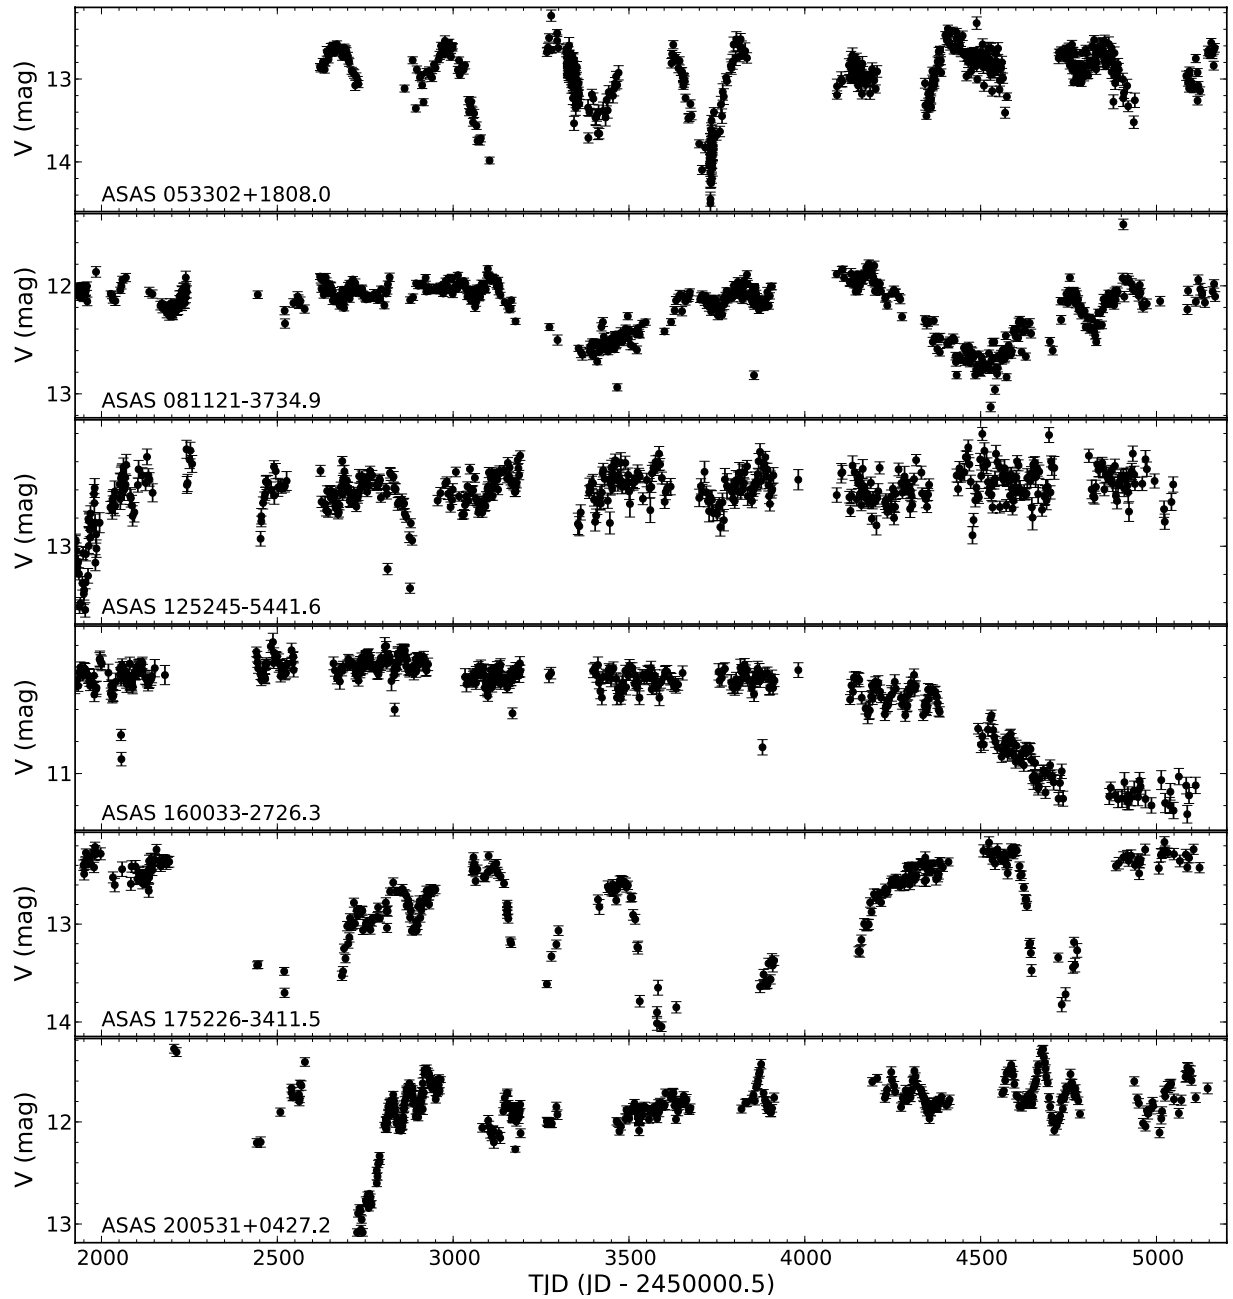 13
14
V (mag)
ASAS 053302+1808.0
12
13
V (mag)
ASAS 081121-3734.9
13
V (mag)
ASAS 125245-5441.6
11
V (mag)
ASAS 160033-2726.3
13
14
V (mag)
ASAS 175226-3411.5
12
13
V (mag)
ASAS 200531+0427.2
2000 2500 3000 3500 4000 4500 5000
TJD (JD - 2450000.5)